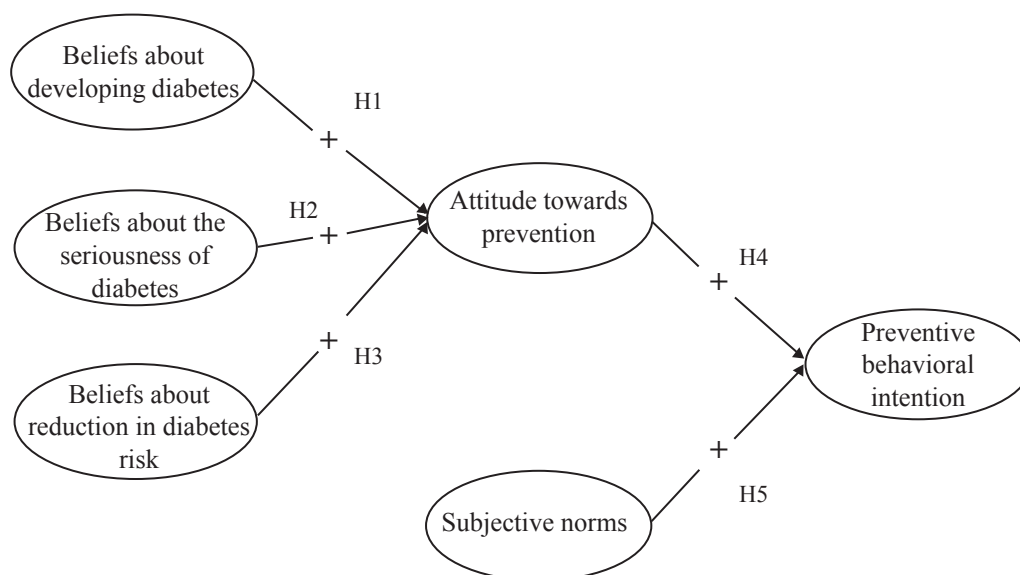 Beliefs about
developing diabetes
H1
+
Beliefs about the
seriousness of
diabetes
H2
+
Attitude towards
prevention
+
H3
Beliefs about
reduction in diabetes
risk
H4
+
Preventive
behavioral
intention
+
H5
Subjective norms